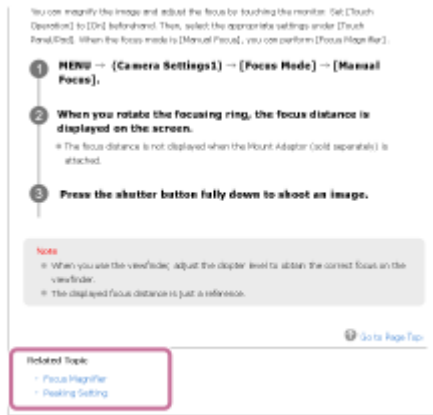 You can magnify the image and adjust the focus by touching the monitor. Set [Touch
Operation] to [On] beforehand. Then, select the appropriate settings under [Touch
Panel/Pad]. When the focus mode is [Manual Focus], you can perform [Focus Magnifier].
1 MENU → (Camera Settings1) → [Focus Mode] → [Manual
Focus].
2 When you rotate the focusing ring, the focus distance is
displayed on the screen.
The focus distance is not displayed when the Mount Adaptor (sold separately) is
attached.
3 Press the shutter button fully down to shoot an image.
Note
When you use the viewfinder, adjust the diopter level to obtain the correct focus on the
viewfinder.
The displayed focus distance is just a reference.
Go to Page Top
Related Topic
Focus Magnifier
Peaking Setting